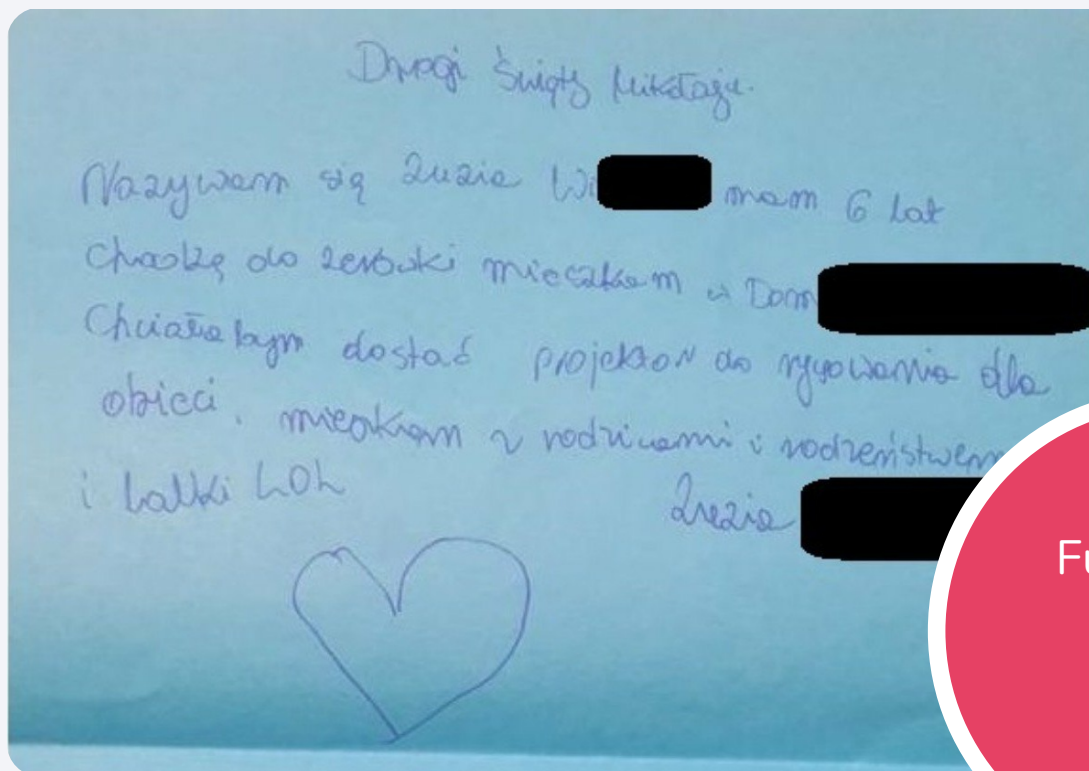 Drogi Święty Mikołaju.
Nazywam się Zuzia Wi mam 6 lat
Chodzę do zerówki mieszkam w Dom
Chciałabym dostać projektor do rysowania dla
dzieci. mieszkam z rodzicami i rodzeństwem
i lalki LOL
Zuzia
Fu